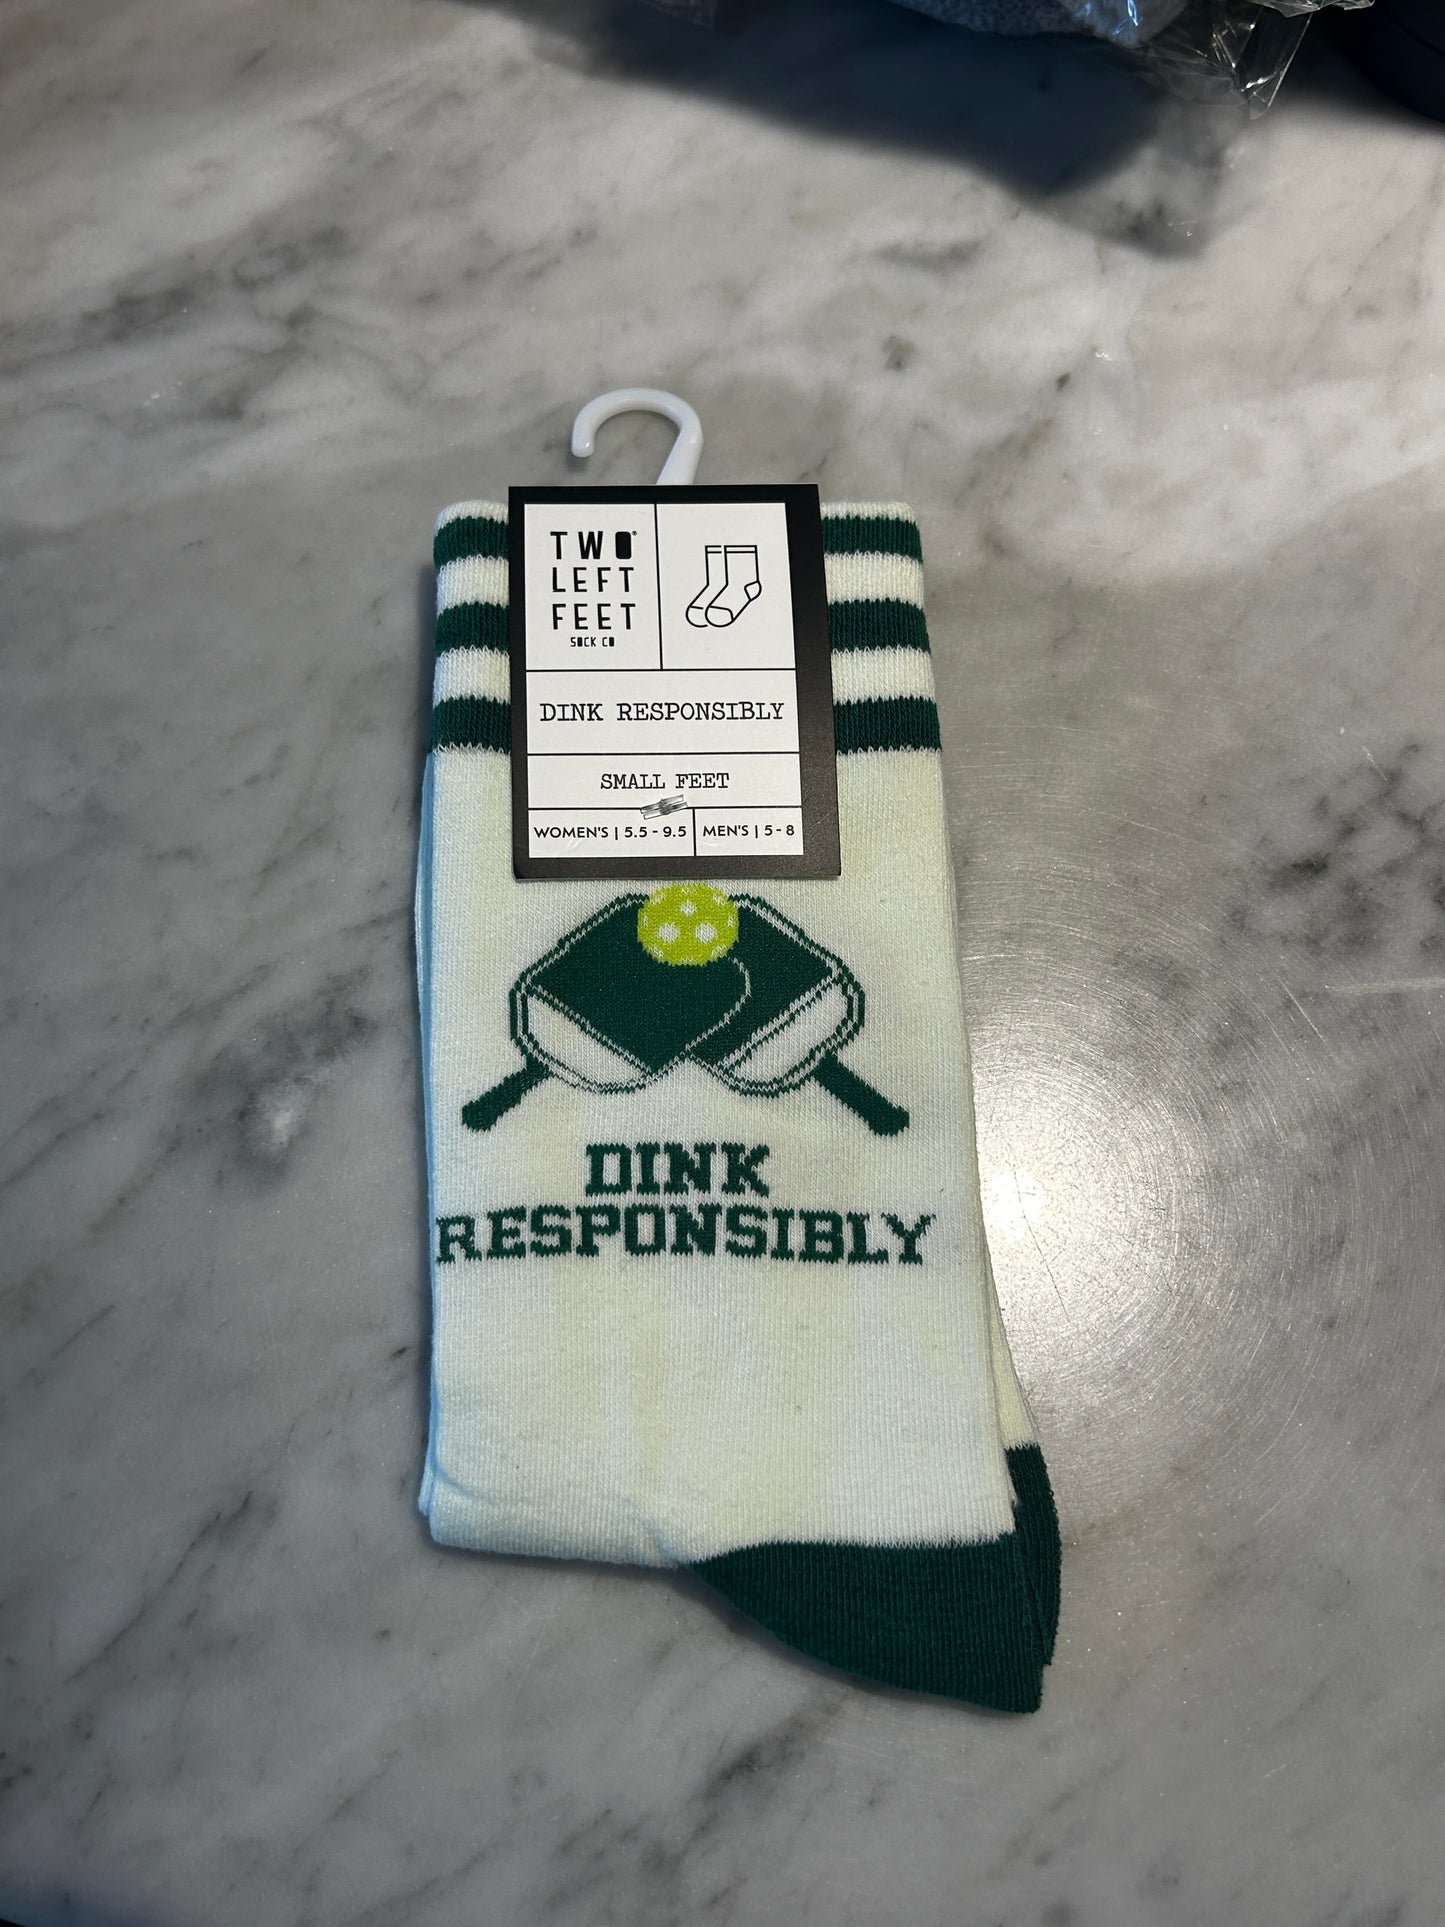 TWO®
LEFT
FEET
SOCK CO
DINK RESPONSIBLY
SMALL FEET
WOMEN'S | 5.5 - 9.5
MEN'S | 5 - 8
DINK
RESPONSIBLY